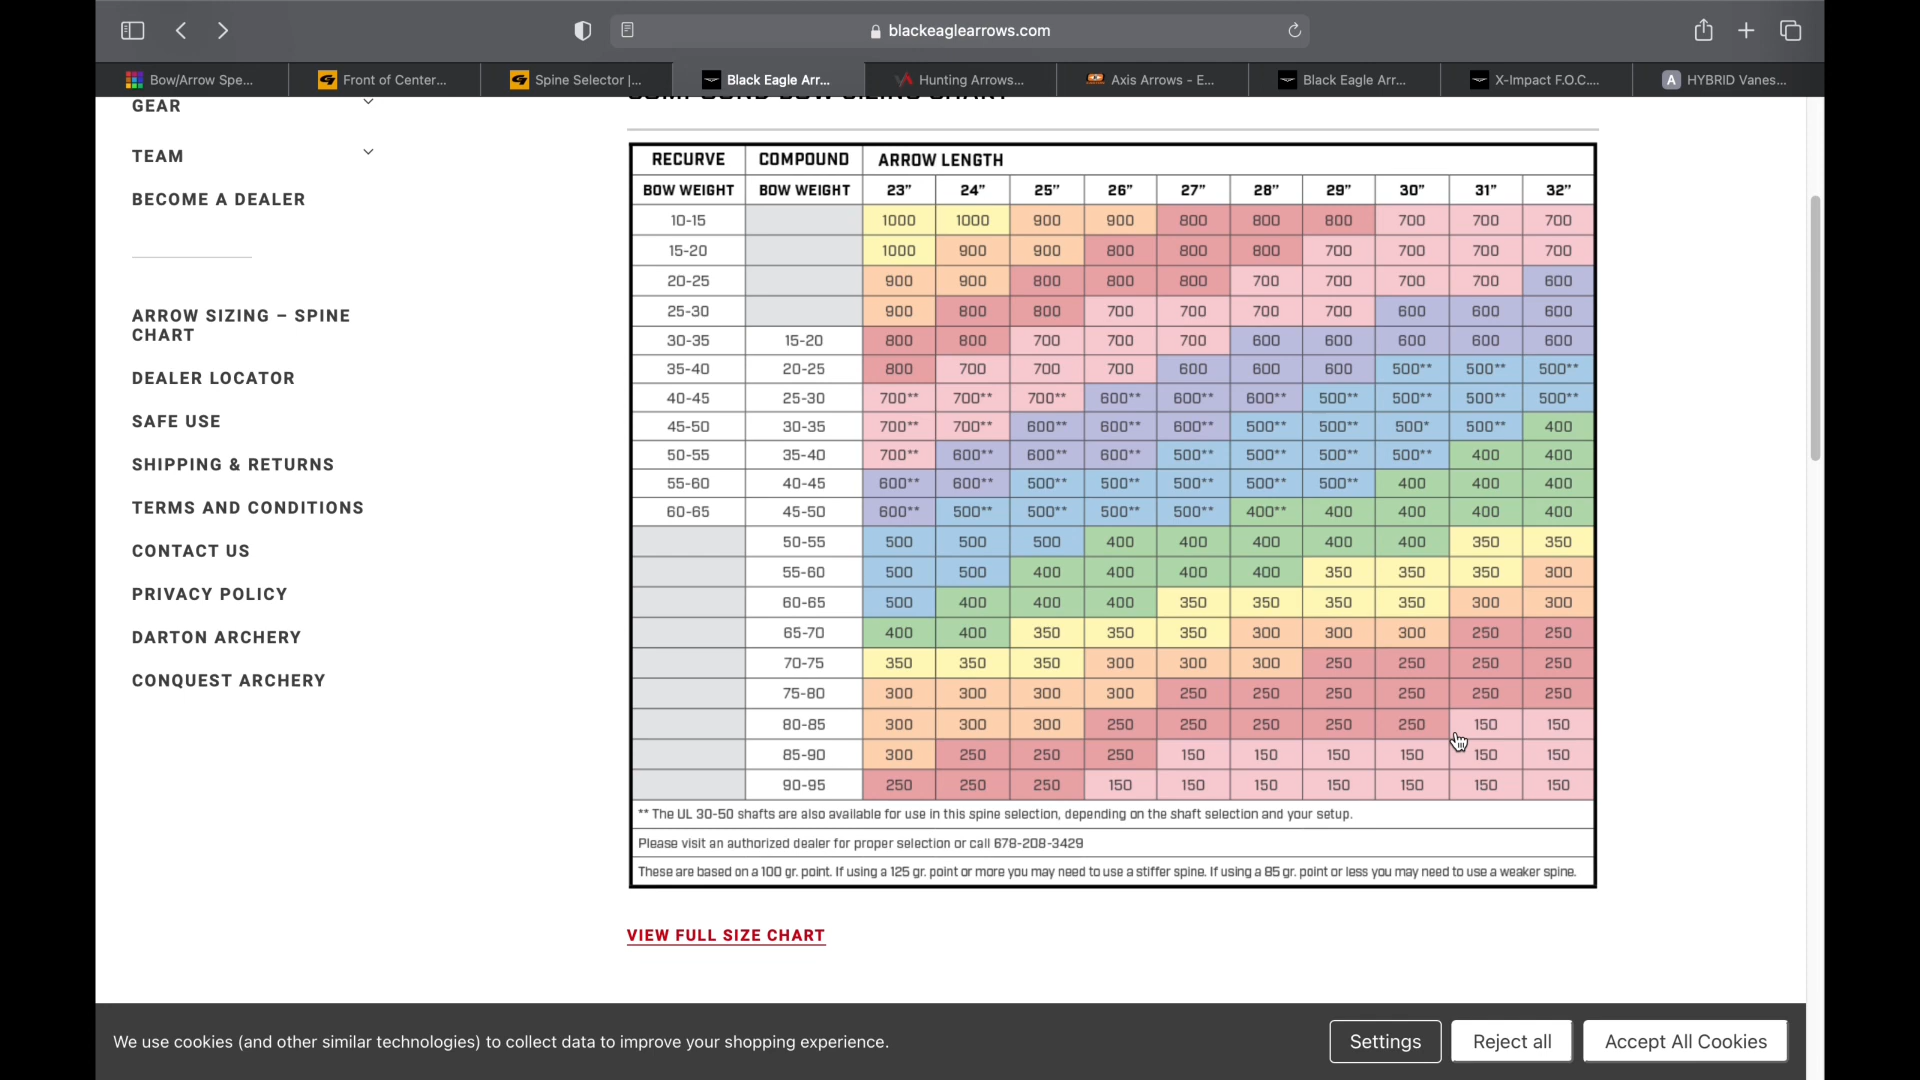 blackeaglearrows.com
Bow/Arrow Spe...
Front of Center...
Spine Selector |...
Black Eagle Arr...
Hunting Arrows...
Axis Arrows - E...
Black Eagle Arr...
X-Impact F.O.C....
A HYBRID Vanes...
GEAR
TEAM
BECOME A DEALER
ARROW SIZING – SPINE
CHART
DEALER LOCATOR
SAFE USE
SHIPPING & RETURNS
TERMS AND CONDITIONS
CONTACT US
PRIVACY POLICY
DARTON ARCHERY
CONQUEST ARCHERY
RECURVE COMPOUND ARROW LENGTH
BOW WEIGHT BOW WEIGHT 23” 24” 25” 26” 27” 28” 29” 30” 31” 32”
10-15 1000 1000 900 900 800 800 800 700 700 700
15-20 1000 900 900 800 800 800 700 700 700 700
20-25 900 900 800 800 800 700 700 700 700 600
25-30 900 800 800 700 700 700 700 600 600 600
30-35 15-20 800 800 700 700 700 600 600 600 600 600
35-40 20-25 800 700 700 700 600 600 600 500** 500** 500**
40-45 25-30 700** 700** 700** 600** 600** 600** 500** 500** 500** 500**
45-50 30-35 700** 700** 600** 600** 600** 500** 500** 500* 500** 400
50-55 35-40 700** 600** 600** 600** 500** 500** 500** 500** 400 400
55-60 40-45 600** 600** 500** 500** 500** 500** 500** 400 400 400
60-65 45-50 600** 500** 500** 500** 500** 400** 400 400 400 400
50-55 500 500 500 400 400 400 400 400 350 350
55-60 500 500 400 400 400 400 350 350 350 300
60-65 500 400 400 400 350 350 350 350 300 300
65-70 400 400 350 350 350 300 300 300 250 250
70-75 350 350 350 300 300 300 250 250 250 250
75-80 300 300 300 300 250 250 250 250 250 250
80-85 300 300 300 250 250 250 250 250 150 150
85-90 300 250 250 250 150 150 150 150 150 150
90-95 250 250 250 150 150 150 150 150 150 150
** The UL 30-50 shafts are also available for use in this spine selection, depending on the shaft selection and your setup.
Please visit an authorized dealer for proper selection or call 678-208-3429
These are based on a 100 gr. point. If using a 125 gr. point or more you may need to use a stiffer spine. If using a 85 gr. point or less you may need to use a weaker spine.
VIEW FULL SIZE CHART
We use cookies (and other similar technologies) to collect data to improve your shopping experience.
Settings
Reject all
Accept All Cookies